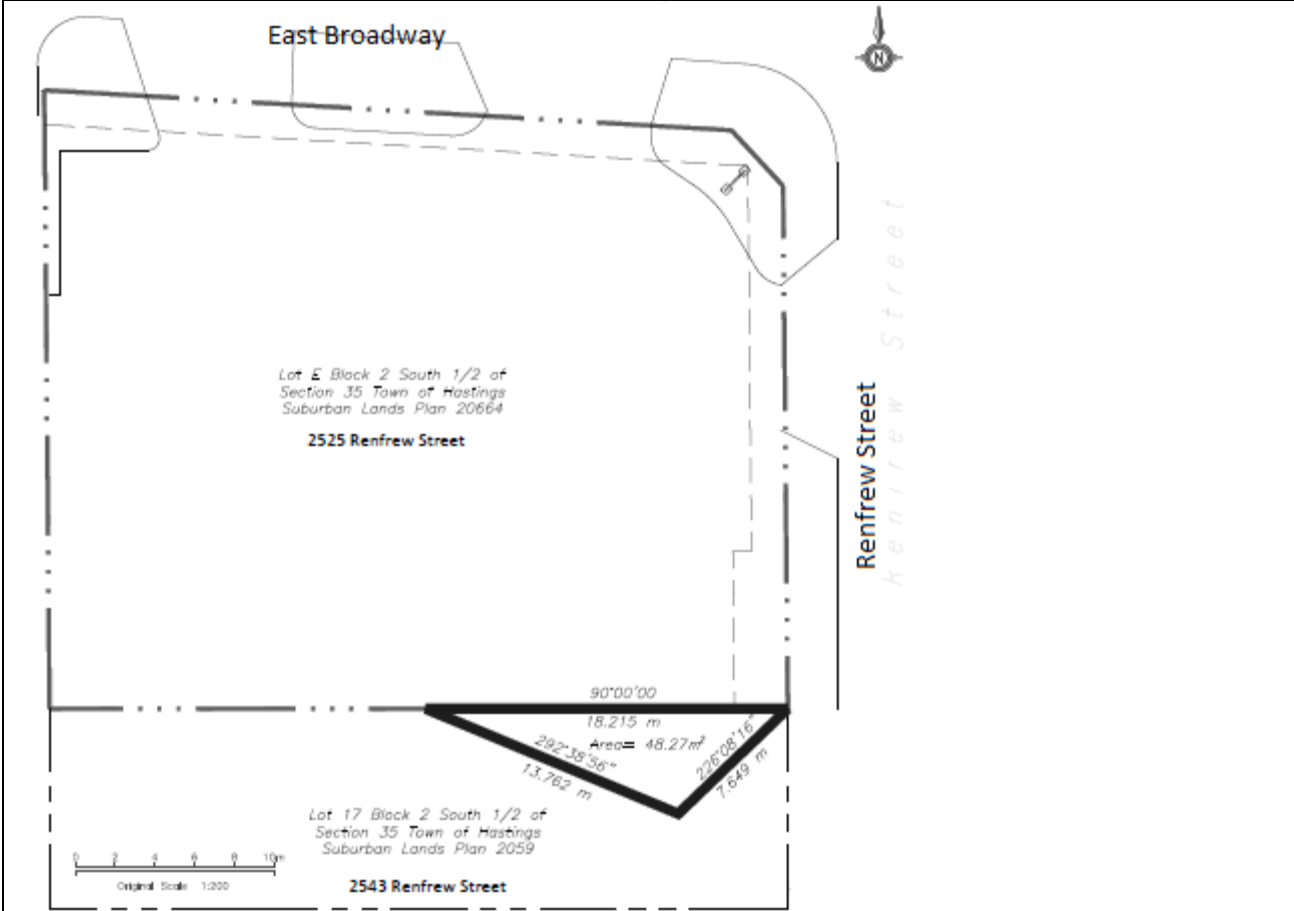 East Broadway
N
Lot E Block 2 South 1/2 of
Section 35 Town of Hastings
Suburban Lands Plan 20664
2525 Renfrew Street
Renfrew Street
Renfrew Street
90°00'00
18.215 m
Area= 48.27m²
292°38'56"
13.762 m
226°08'16"
7.649 m
Lot 17 Block 2 South 1/2 of
Section 35 Town of Hastings
Suburban Lands Plan 2059
0 2 4 6 8 10m
Original Scale 1:200
2543 Renfrew Street